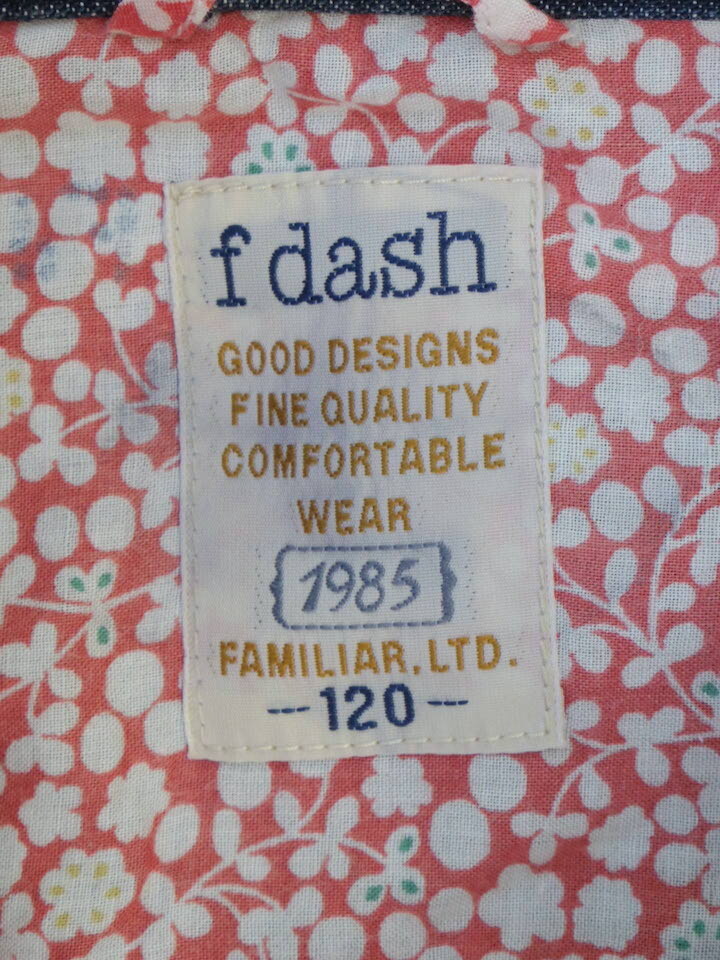 f dash
GOOD DESIGNS
FINE QUALITY
COMFORTABLE
WEAR
1985
FAMILIAR, LTD.
-- 120 --